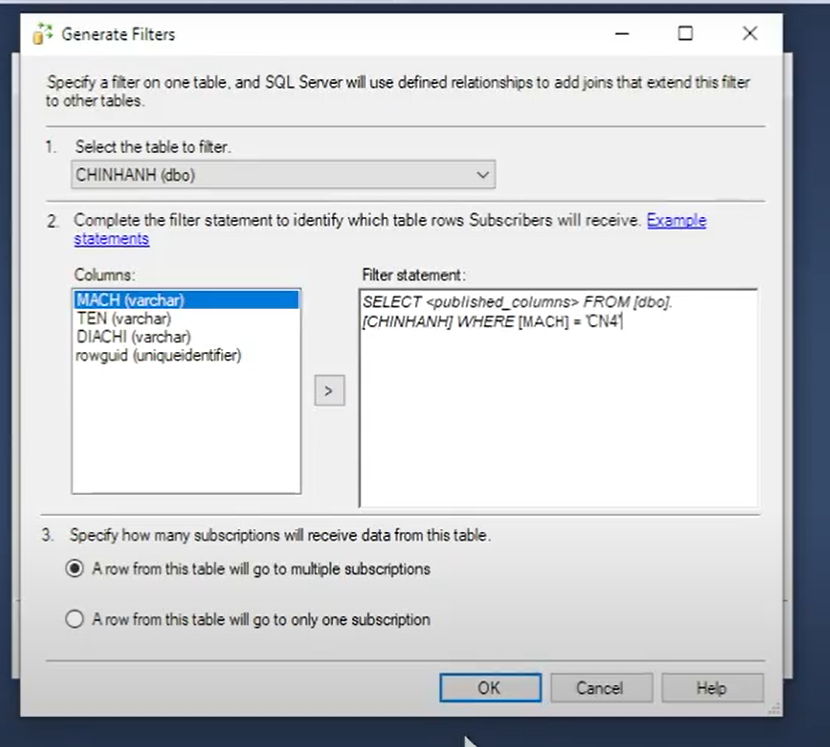 Generate Filters
Specify a filter on one table, and SQL Server will use defined relationships to add joins that extend this filter
to other tables.
1. Select the table to filter.
CHINHANH (dbo)
2. Complete the filter statement to identify which table rows Subscribers will receive. Example
statements
Columns:
MACH (varchar)
TEN (varchar)
DIACHI (varchar)
rowguid (uniqueidentifier)
>
Filter statement:
SELECT <published_columns> FROM [dbo].
[CHINHANH] WHERE [MACH] = 'CN4'
3. Specify how many subscriptions will receive data from this table.
A row from this table will go to multiple subscriptions
A row from this table will go to only one subscription
OK
Cancel
Help